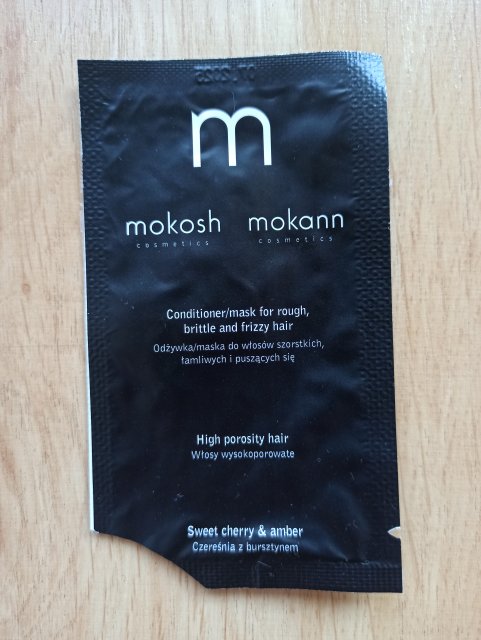 m
mokosh mokann
cosmetics cosmetics
Conditioner/mask for rough,
brittle and frizzy hair
Odżywka/maska do włosów szorstkich,
łamliwych i puszących się
High porosity hair
Włosy wysokoporowate
Sweet cherry & amber
Czereśnia z bursztynem